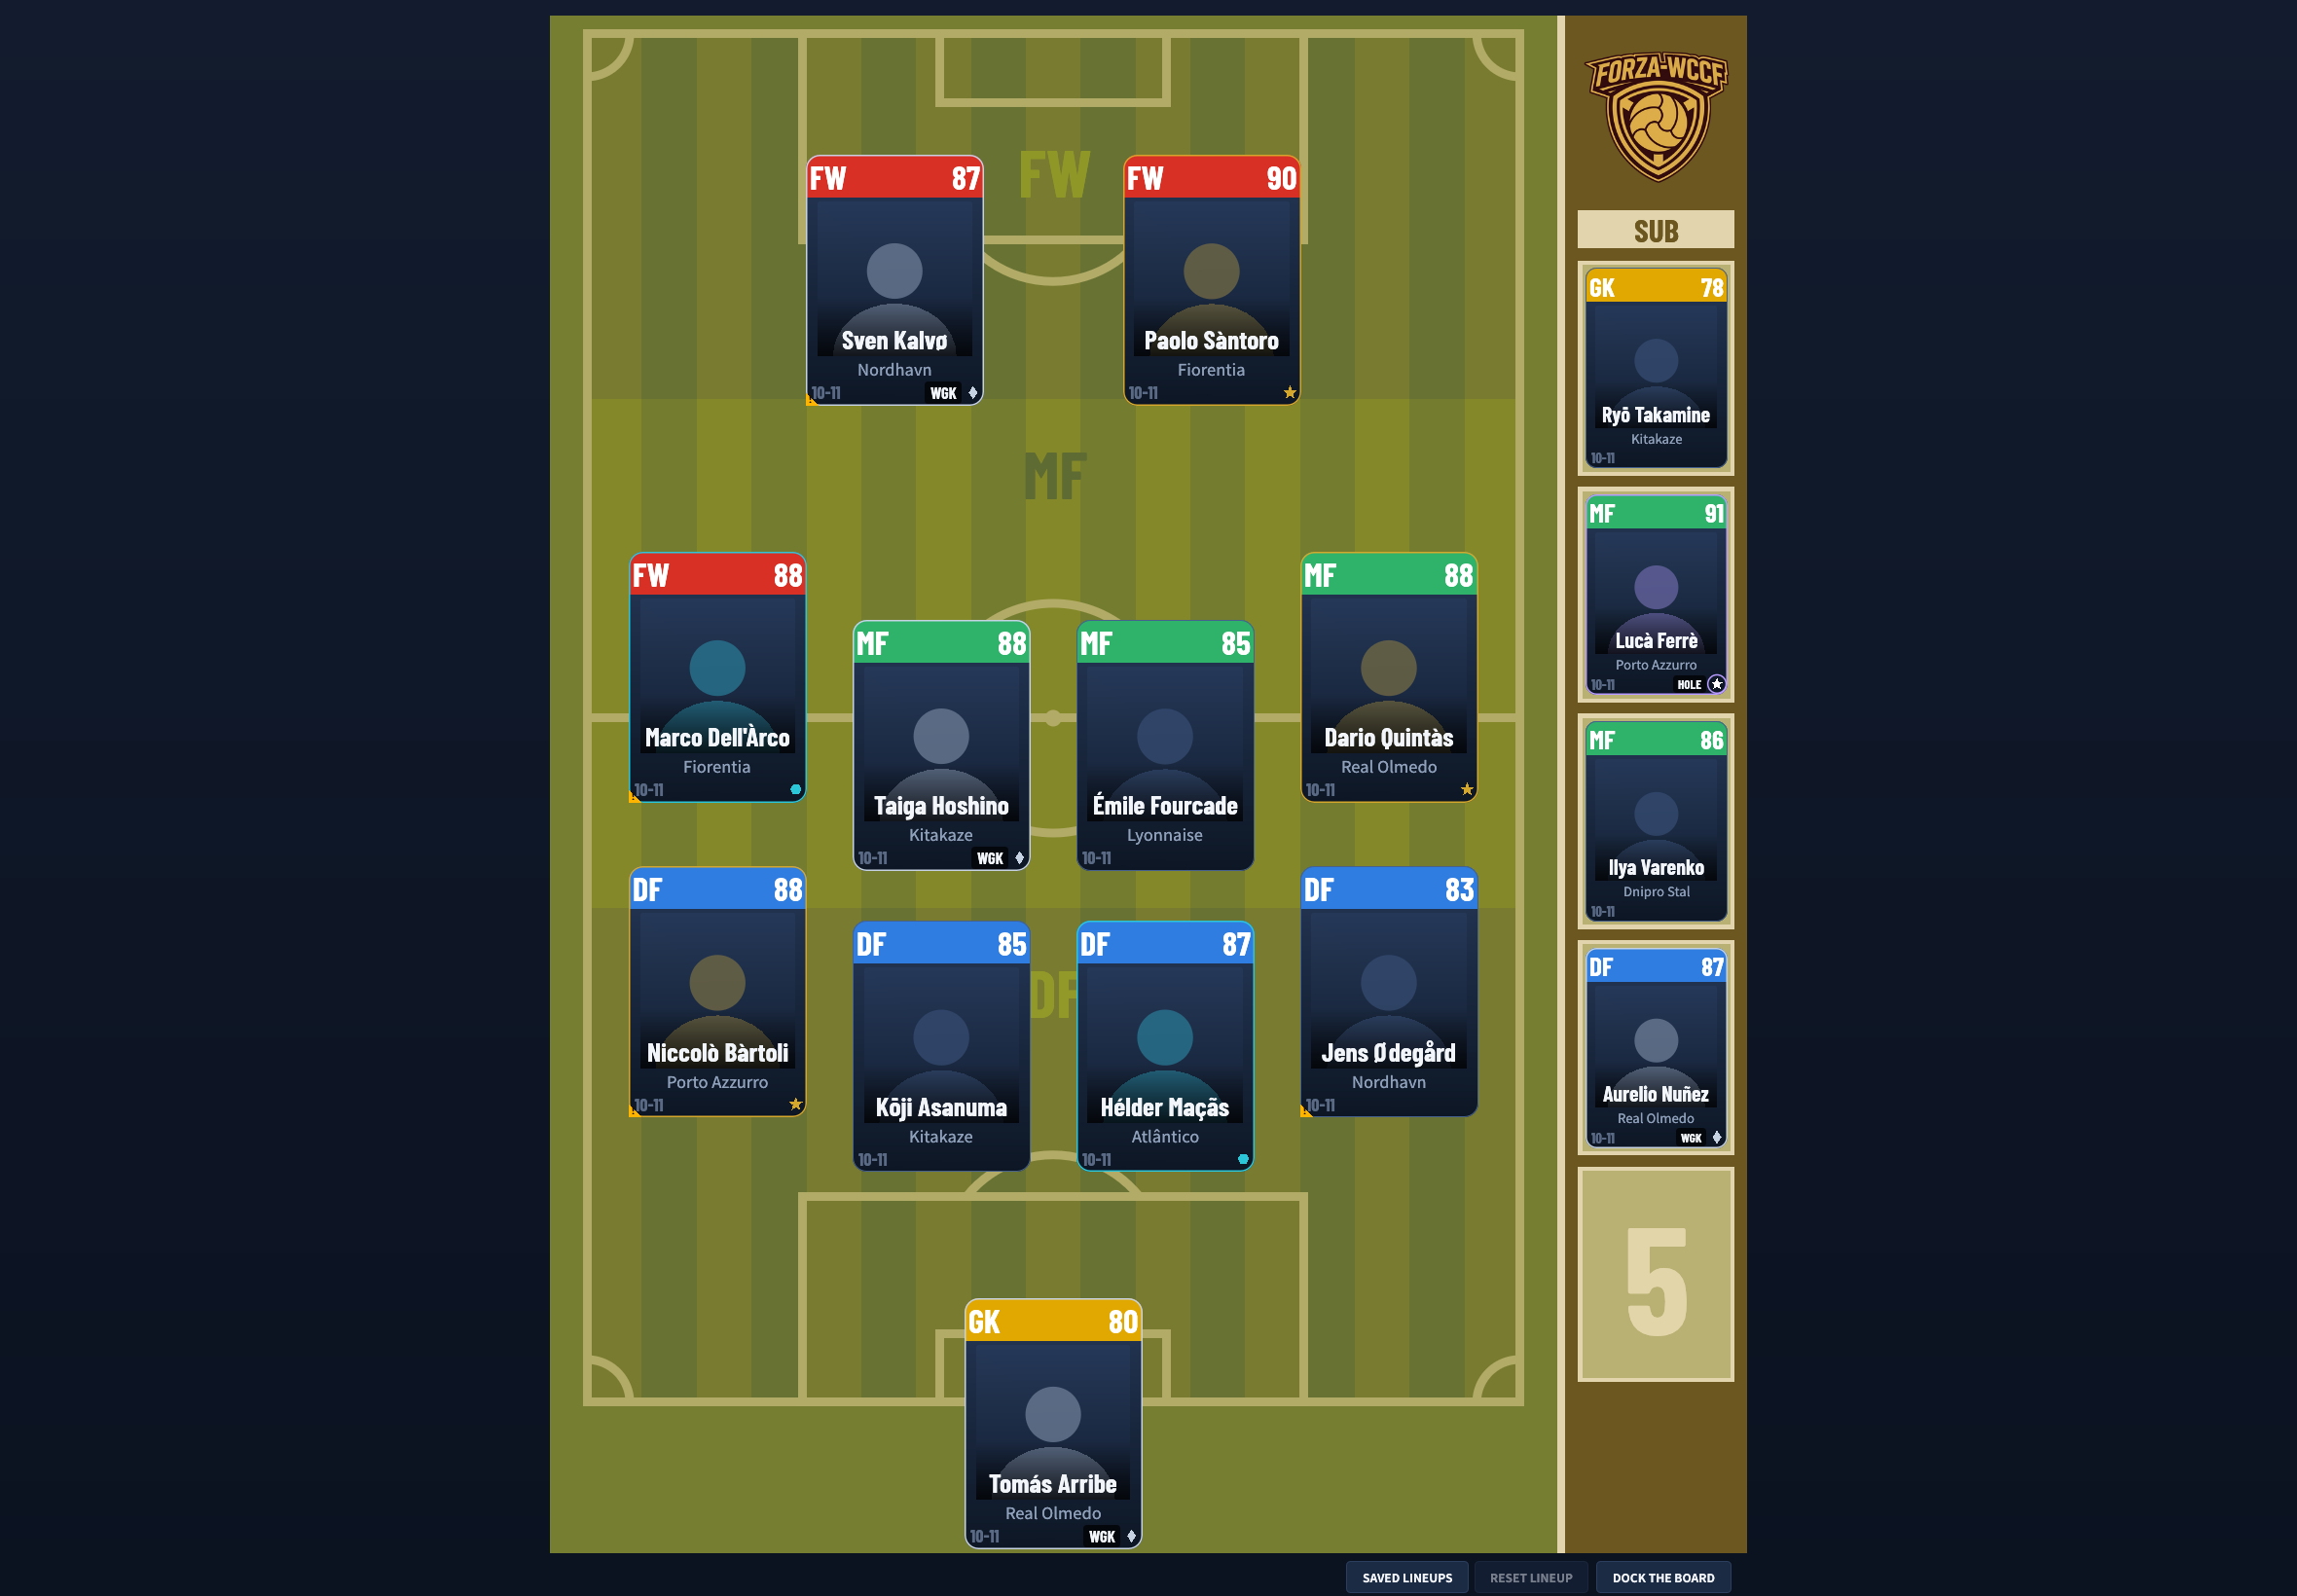 FORZA-WCCF
FW
FW 87
Sven Kalvø
Nordhavn
10-11 WGK
FW 90
Paolo Sàntoro
Fiorentia
10-11
MF
FW 88
Marco Dell'Àrco
Fiorentia
10-11
MF 88
Taiga Hoshino
Kitakaze
10-11 WGK
MF 85
Émile Fourcade
Lyonnaise
10-11
MF 88
Dario Quintàs
Real Olmedo
10-11
DF
DF 88
Niccolò Bàrtoli
Porto Azzurro
10-11
DF 85
Kōji Asanuma
Kitakaze
10-11
DF 87
Hélder Maçãs
Atlântico
10-11
DF 83
Jens Ødegård
Nordhavn
10-11
GK 80
Tomás Arribe
Real Olmedo
10-11 WGK
SUB
GK 78
Ryō Takamine
Kitakaze
10-11
MF 91
Lucà Ferrè
Porto Azzurro
10-11 HOLE
MF 86
Ilya Varenko
Dnipro Stal
10-11
DF 87
Aurelio Nuñez
Real Olmedo
10-11 WGK
5
SAVED LINEUPS
RESET LINEUP
DOCK THE BOARD